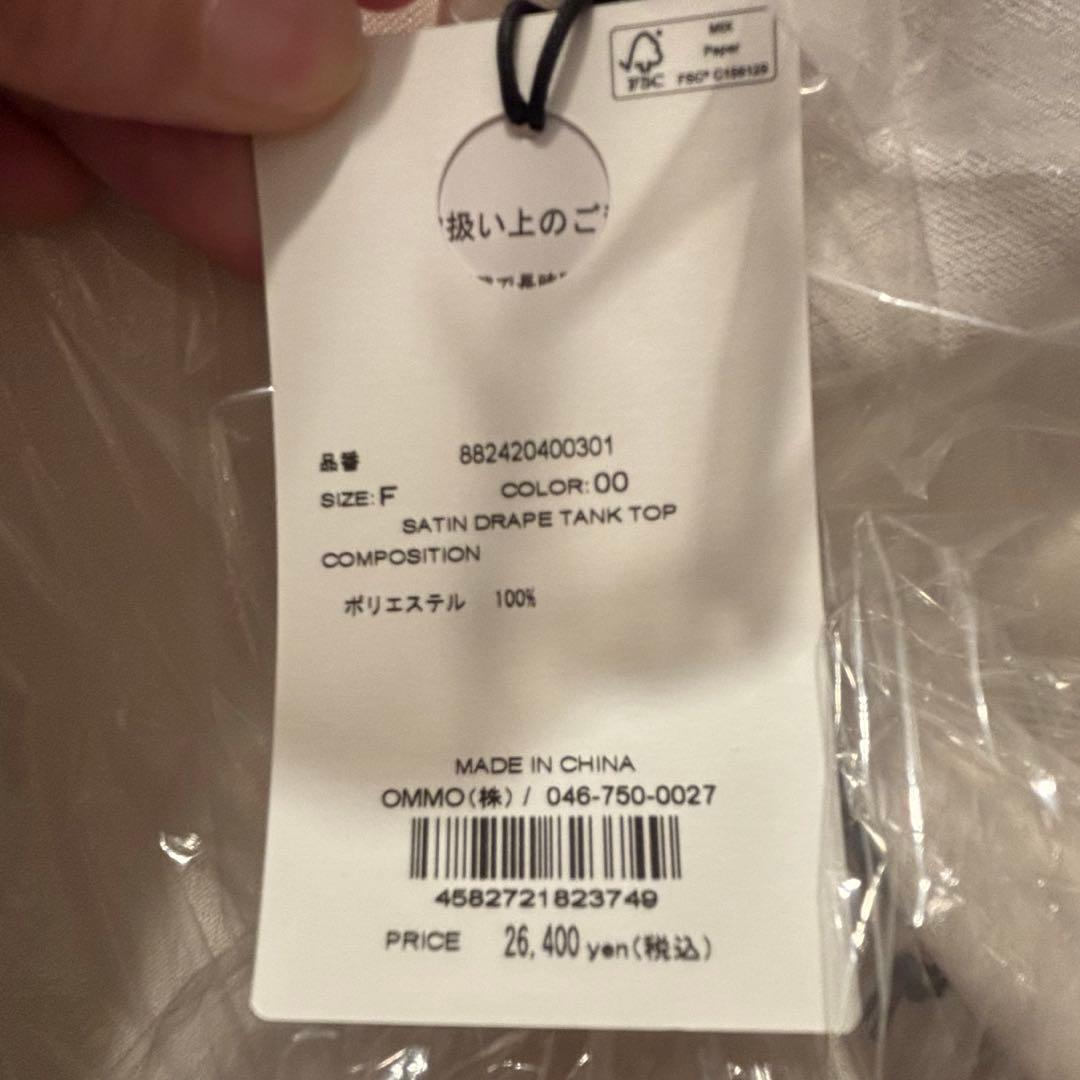 MIX
Paper
FSC
FSC® C156129
扱い上のご
品番 882420400301
SIZE:F COLOR:00
SATIN DRAPE TANK TOP
COMPOSITION
ポリエステル 100%
MADE IN CHINA
OMMO(株) / 046-750-0027
4582721823749
PRICE 26,400 yen(税込)